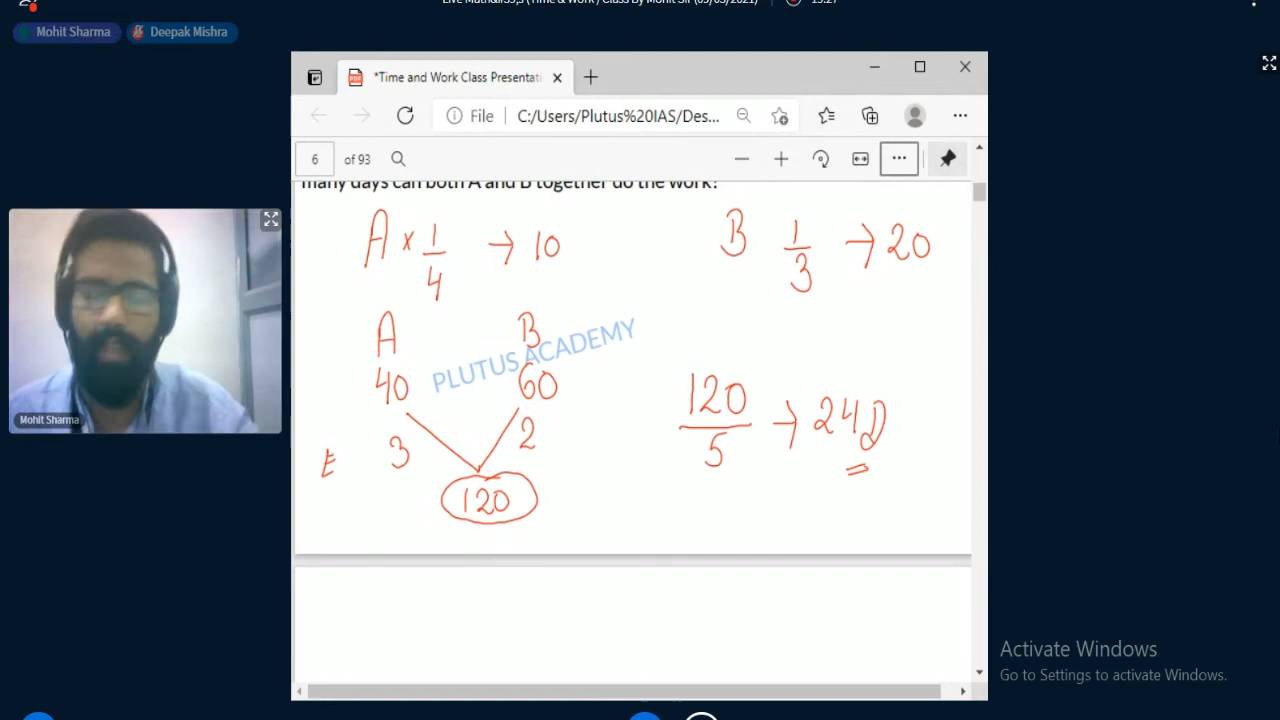 Mohit Sharma Deepak Mishra
*Time and Work Class Presentati
File C:/Users/Plutus%20IAS/Des...
6 of 93
many days can both A and B together do the work?
A × 1/4 → 10 B 1/3 → 20
A B
PLUTUS ACADEMY
40 60
120/5 → 24D
3 2
E
120
Mohit Sharma
Activate Windows
Go to Settings to activate Windows.